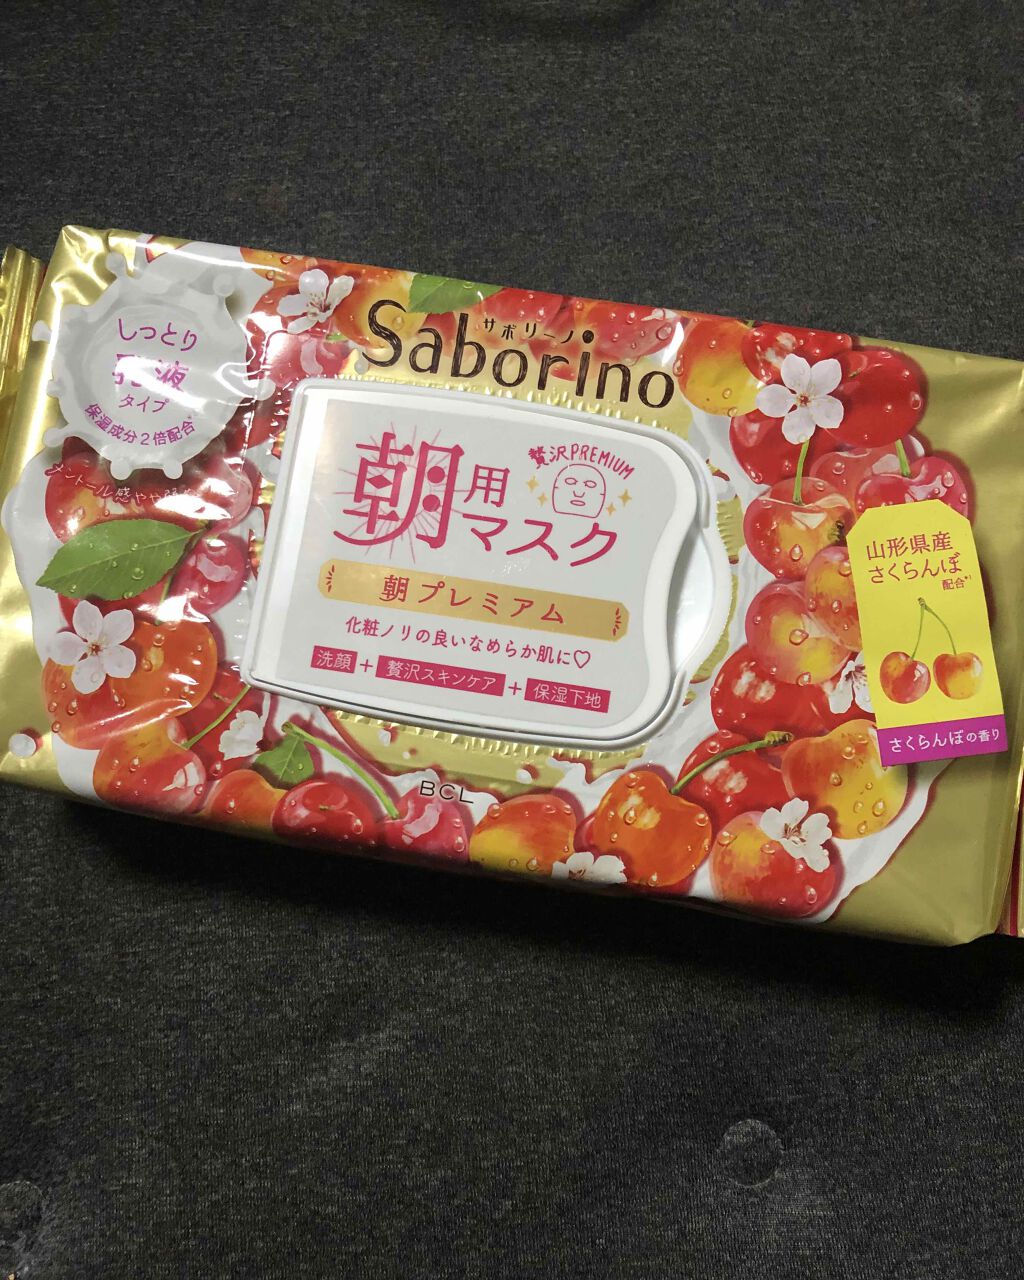 サボリーノ
Saborino
しっとり
乳液
タイプ
保湿成分2倍配合
朝用
マスク
贅沢PREMIUM
朝プレミアム
化粧ノリの良いなめらか肌に♡
洗顔+贅沢スキンケア+保湿下地
山形県産
さくらんぼ
配合*1
さくらんぼの香り
BCL